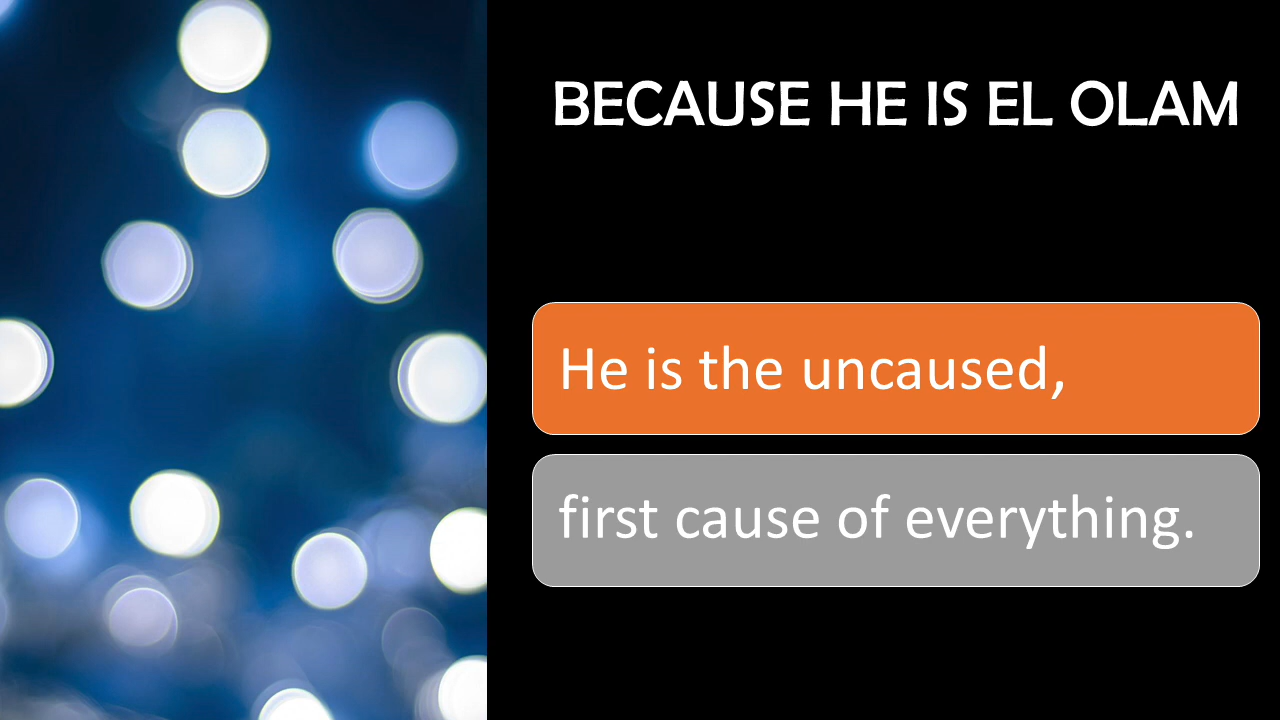 BECAUSE HE IS EL OLAM
He is the uncaused,
first cause of everything.